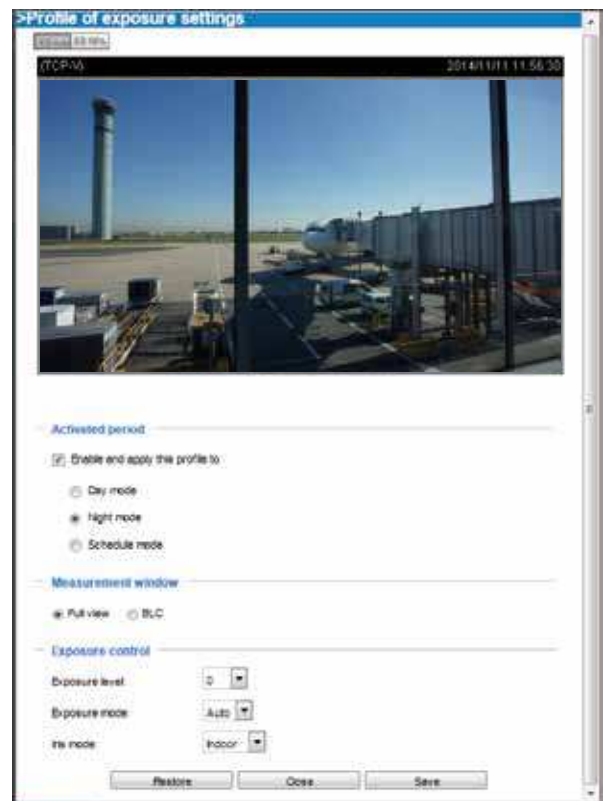 >Profile of exposure settings
(TCP-V) 2014/11/11 11:56:30
Activated period
Enable and apply this profile to
Day mode
Night mode
Schedule mode
Measurement window
Full view BLC
Exposure control
Exposure level: 0
Exposure mode: Auto
Iris mode: Indoor
Restore Close Save